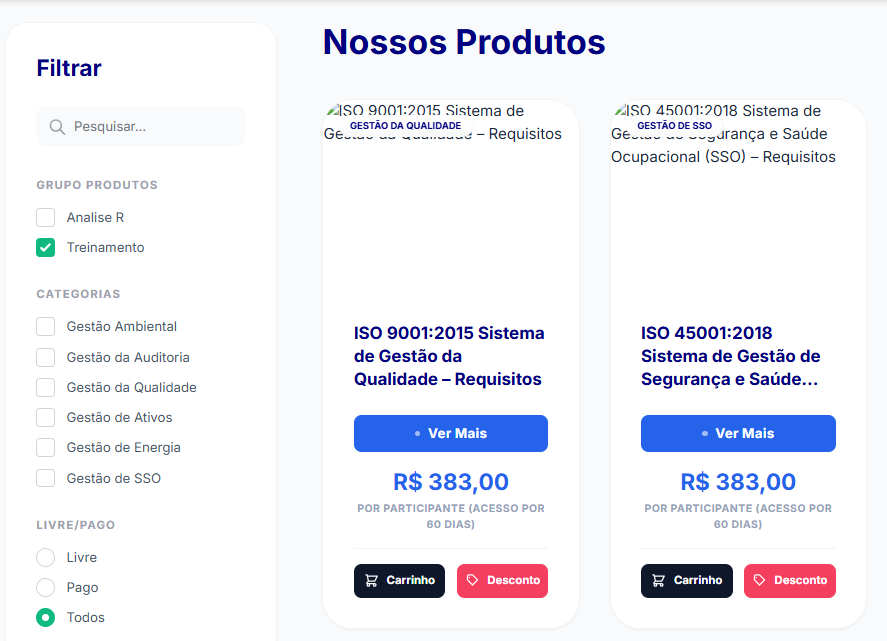 Filtrar
Pesquisar...
GRUPO PRODUTOS
Analise R
Treinamento
CATEGORIAS
Gestão Ambiental
Gestão da Auditoria
Gestão da Qualidade
Gestão de Ativos
Gestão de Energia
Gestão de SSO
LIVRE/PAGO
Livre
Pago
Todos
Nossos Produtos
ISO 9001:2015 Sistema de
GESTÃO DA QUALIDADE
Gestão da Qualidade – Requisitos
ISO 9001:2015 Sistema
de Gestão da
Qualidade – Requisitos
Ver Mais
R$ 383,00
POR PARTICIPANTE (ACESSO POR
60 DIAS)
Carrinho
Desconto
ISO 45001:2018 Sistema de
GESTÃO DE SSO
Gestão de Segurança e Saúde
Ocupacional (SSO) – Requisitos
ISO 45001:2018
Sistema de Gestão de
Segurança e Saúde...
Ver Mais
R$ 383,00
POR PARTICIPANTE (ACESSO POR
60 DIAS)
Carrinho
Desconto